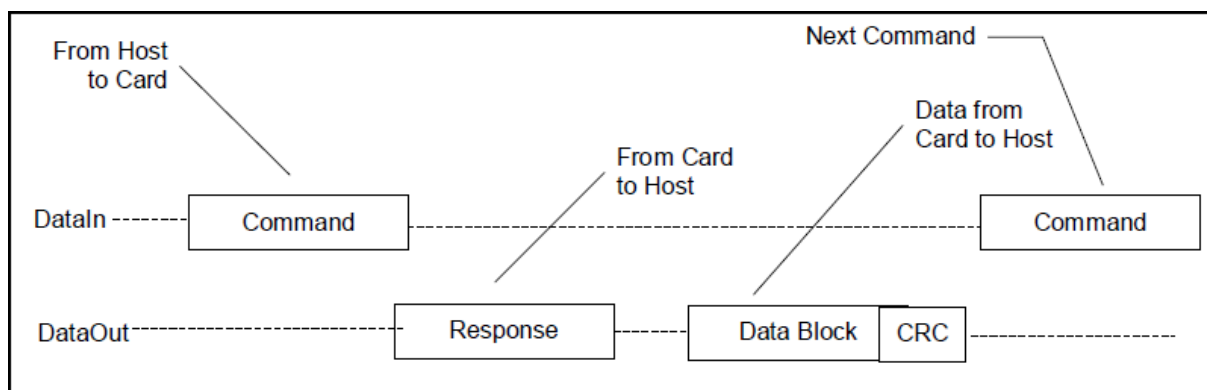 From Host
to Card
Next Command
Data from
Card to Host
From Card
to Host
DataIn
Command
Command
DataOut
Response
Data Block
CRC